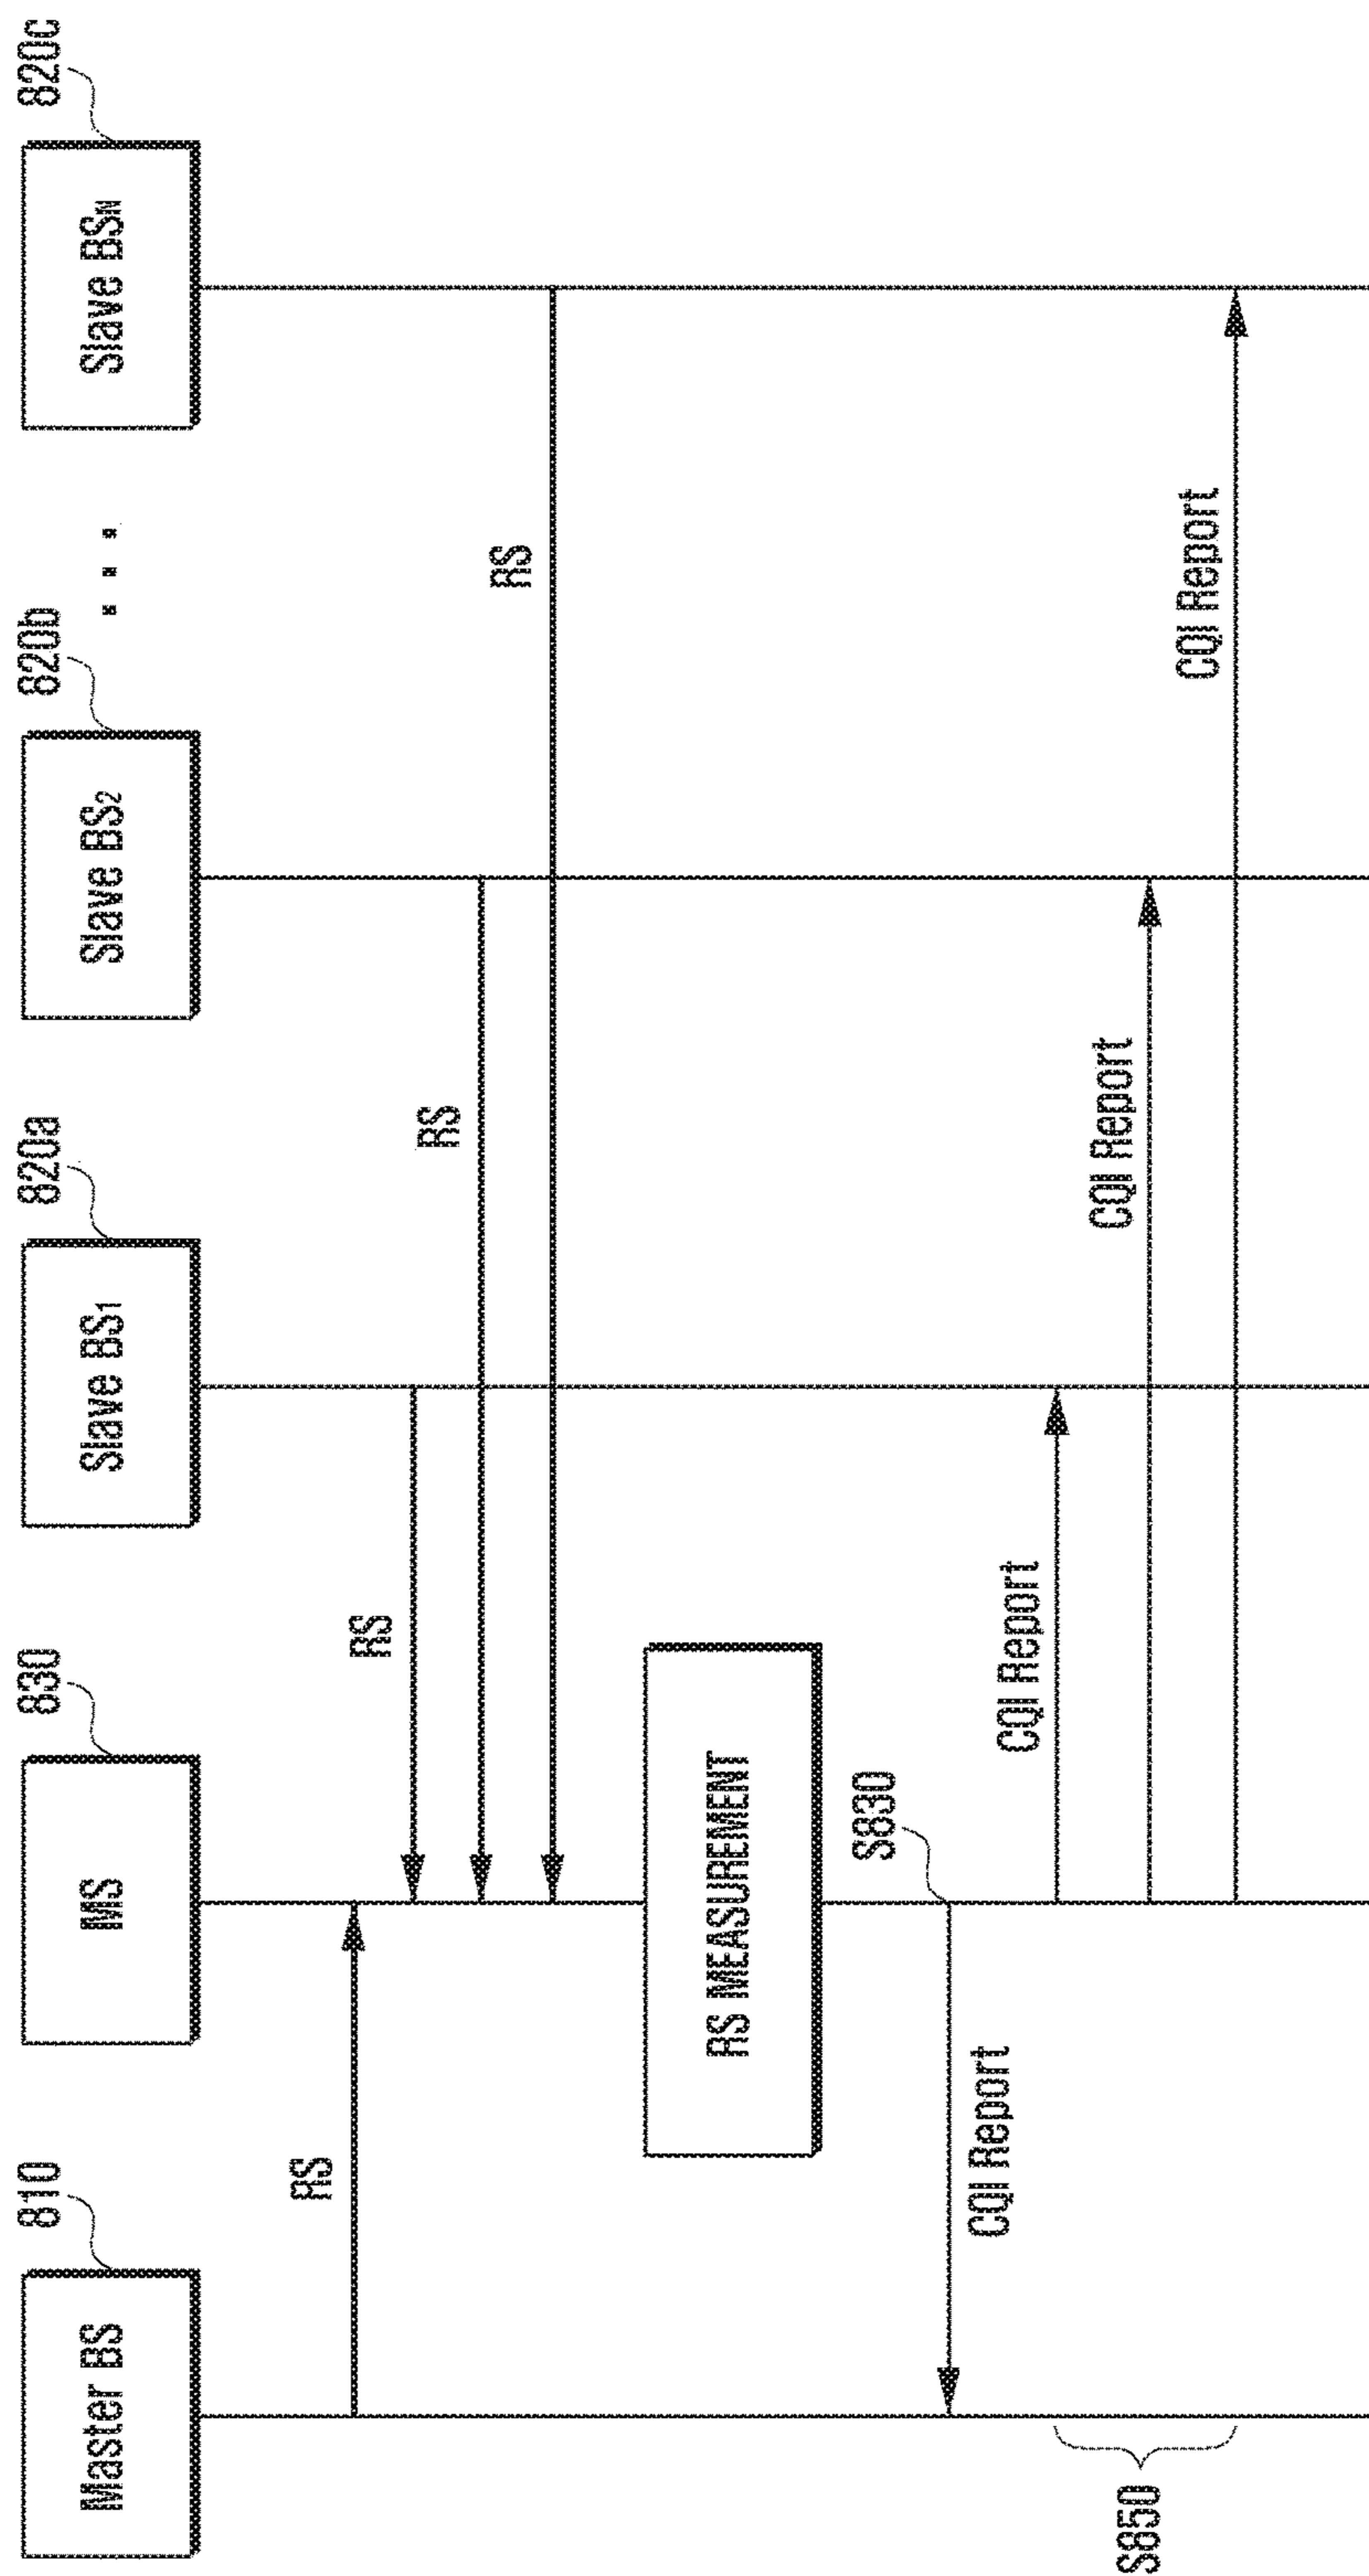 810
830
820a
820b
820c
Master BS
MS
Slave BS1
Slave BS2
...
Slave BSN
RS
RS
RS
RS
RS MEASUREMENT
S830
CQI Report
CQI Report
CQI Report
CQI Report
S850